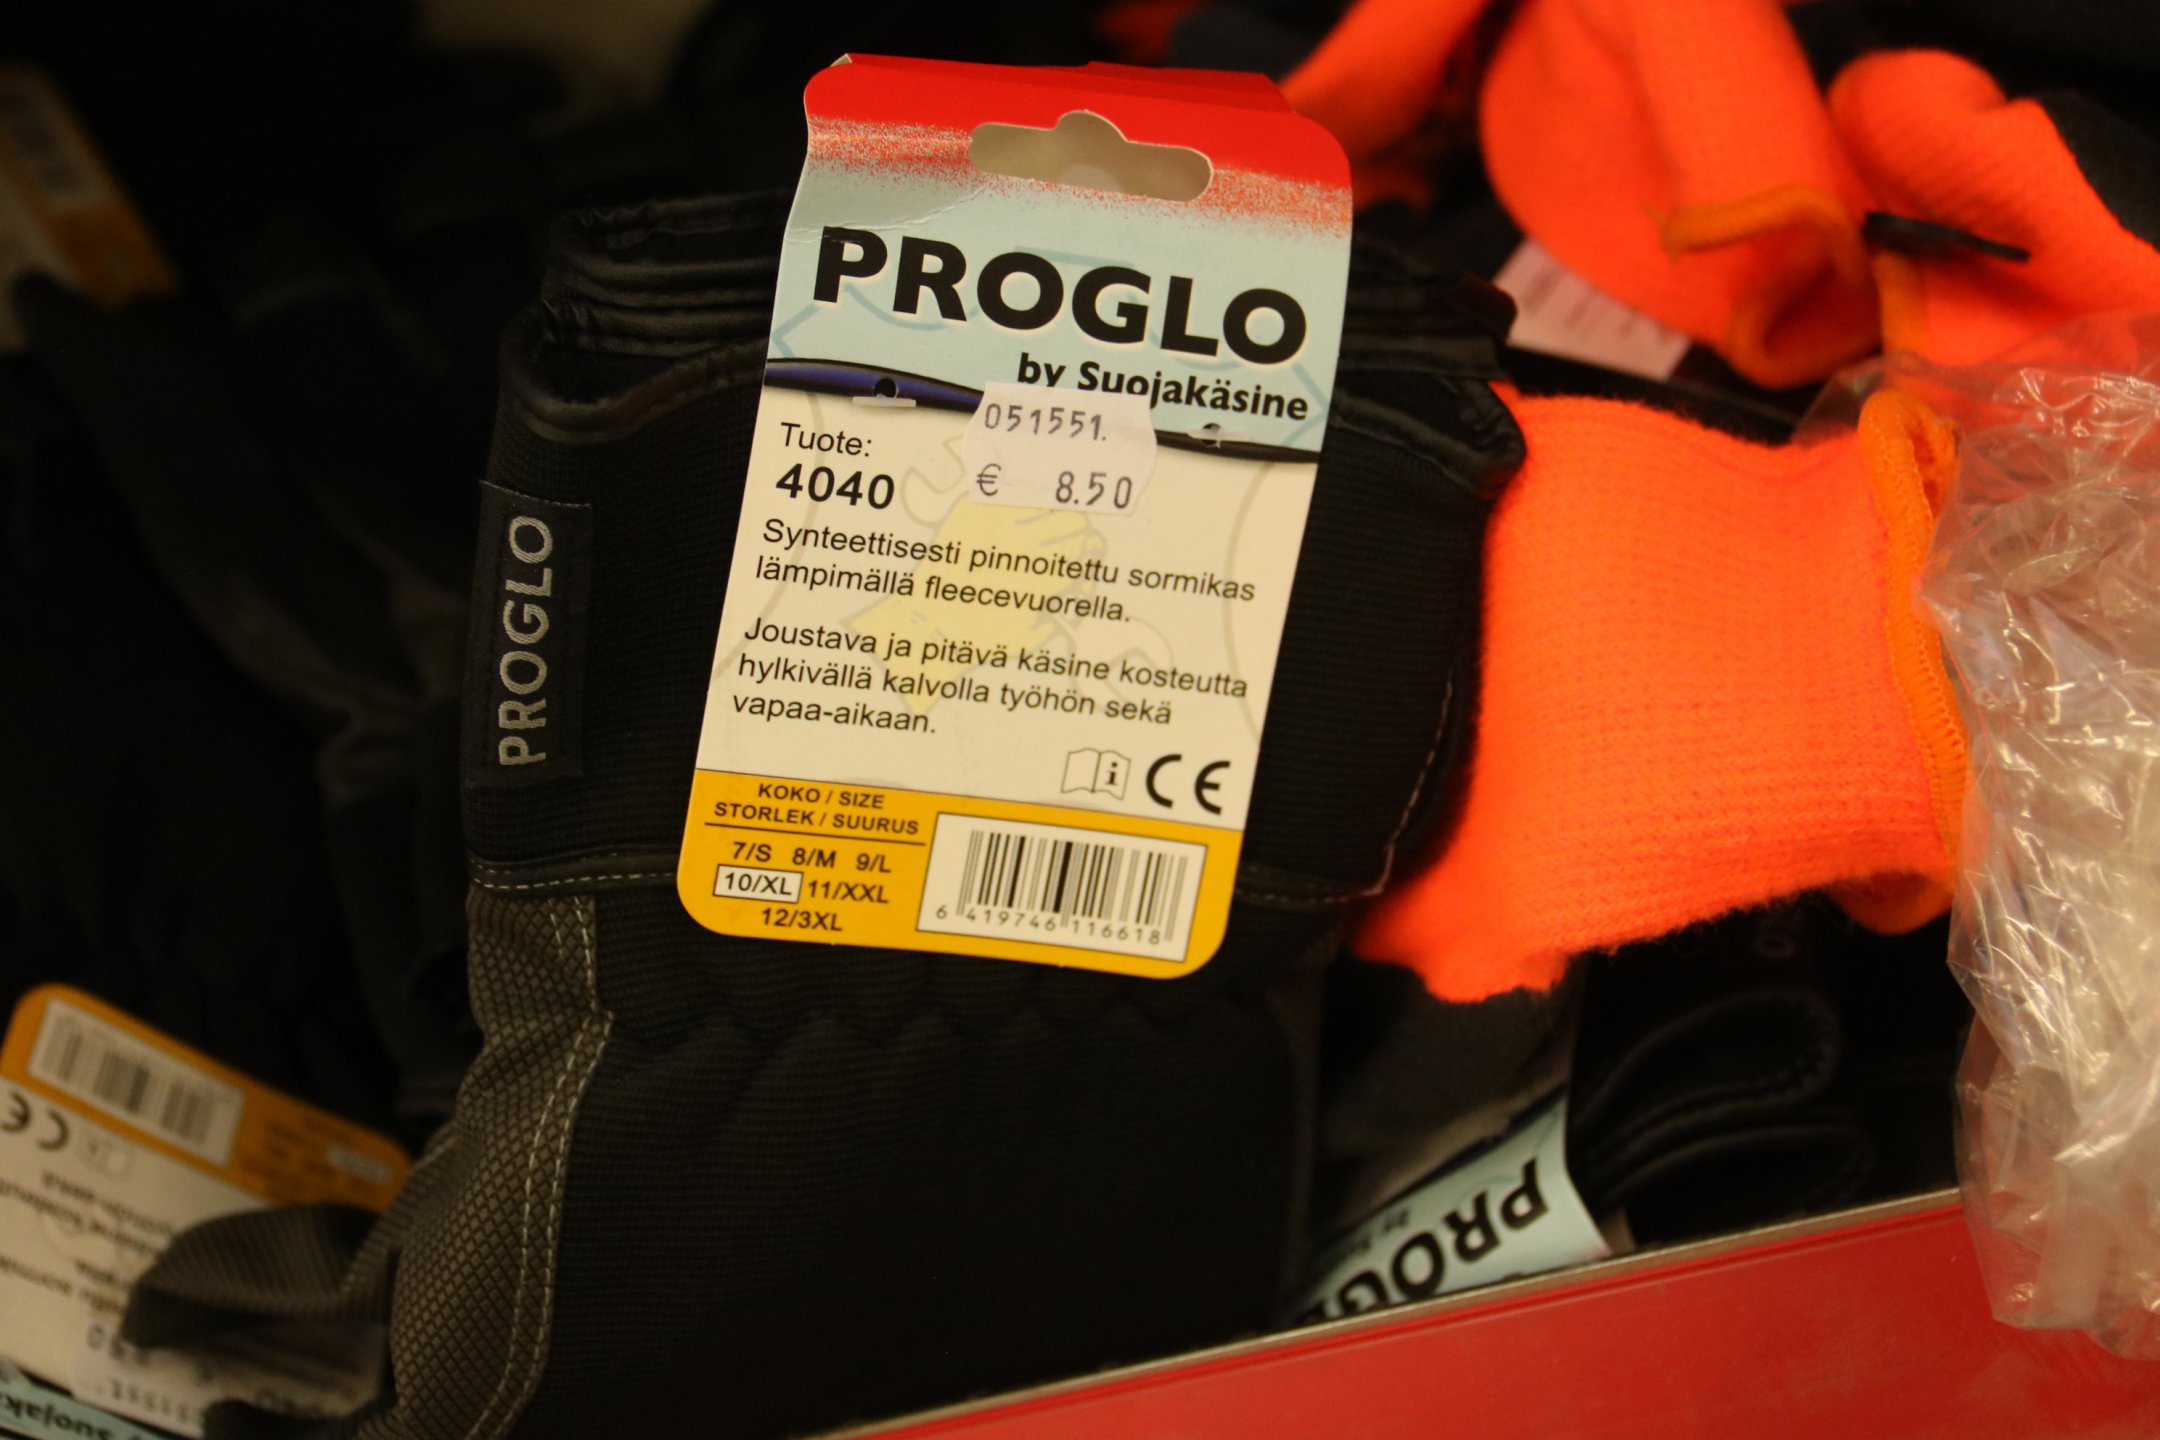 PROGLO
by Suojakäsine
051551.
€ 8.50
Tuote:
4040
Synteettisesti pinnoitettu sormikas
lämpimällä fleecevuorella.
Joustava ja pitävä käsine kosteutta
hylkivällä kalvolla työhön sekä
vapaa-aikaan.
CE
KOKO / SIZE
STORLEK / SUURUS
7/S 8/M 9/L
10/XL 11/XXL
12/3XL
6 419746 116618
PROGLO
CE